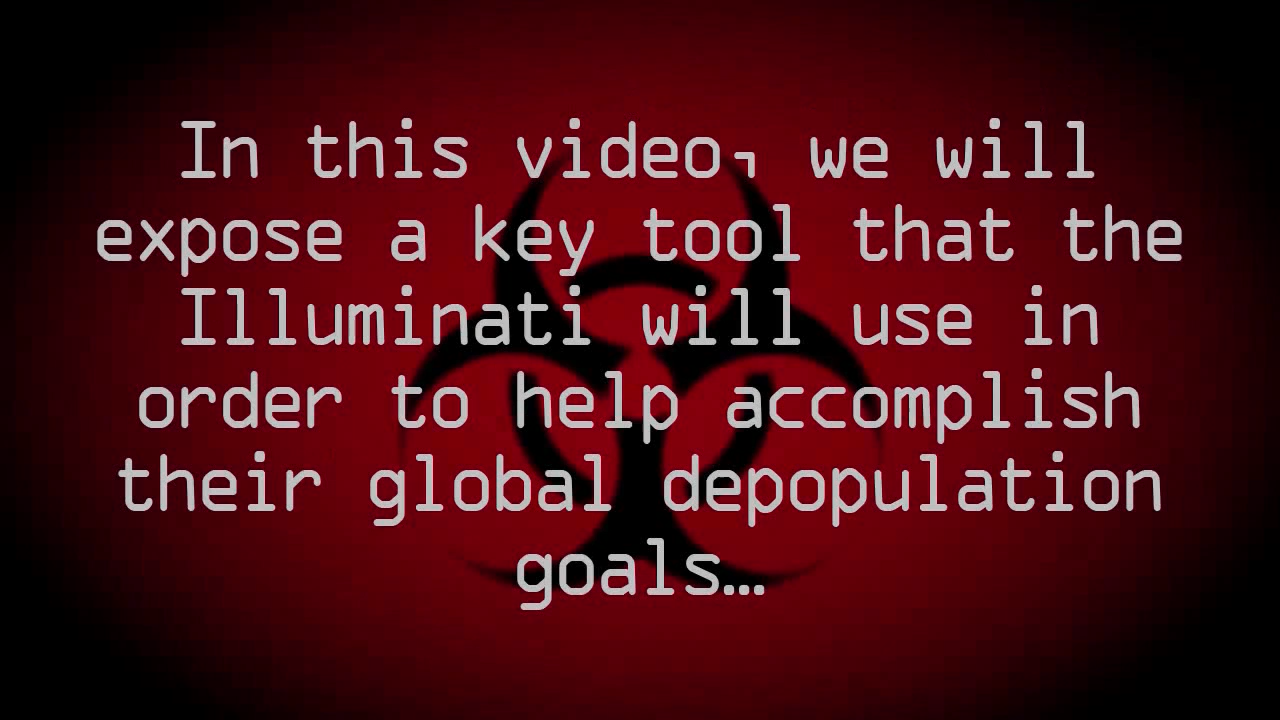 In this video, we will
expose a key tool that the
Illuminati will use in
order to help accomplish
their global depopulation
goals…